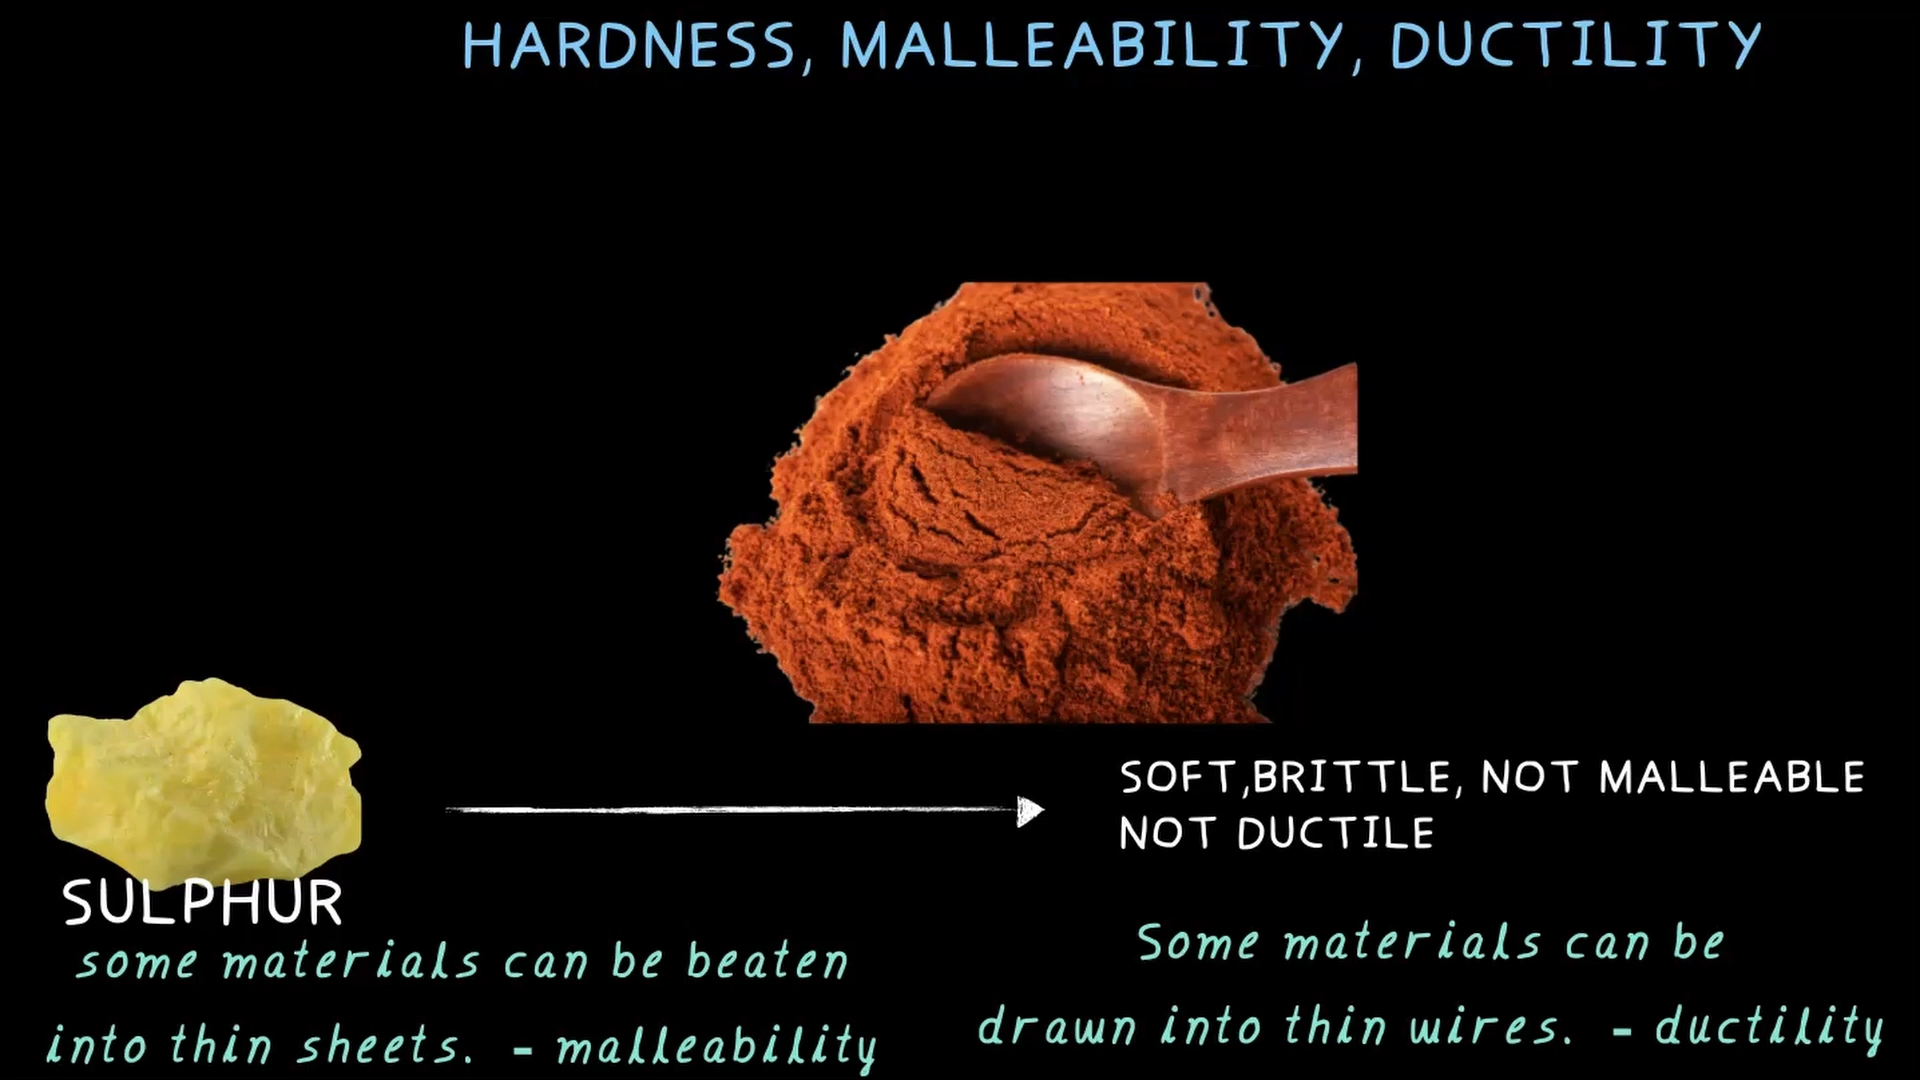 HARDNESS, MALLEABILITY, DUCTILITY
SOFT,BRITTLE, NOT MALLEABLE
NOT DUCTILE
SULPHUR
some materials can be beaten
into thin sheets. - malleability
Some materials can be
drawn into thin wires. - ductility